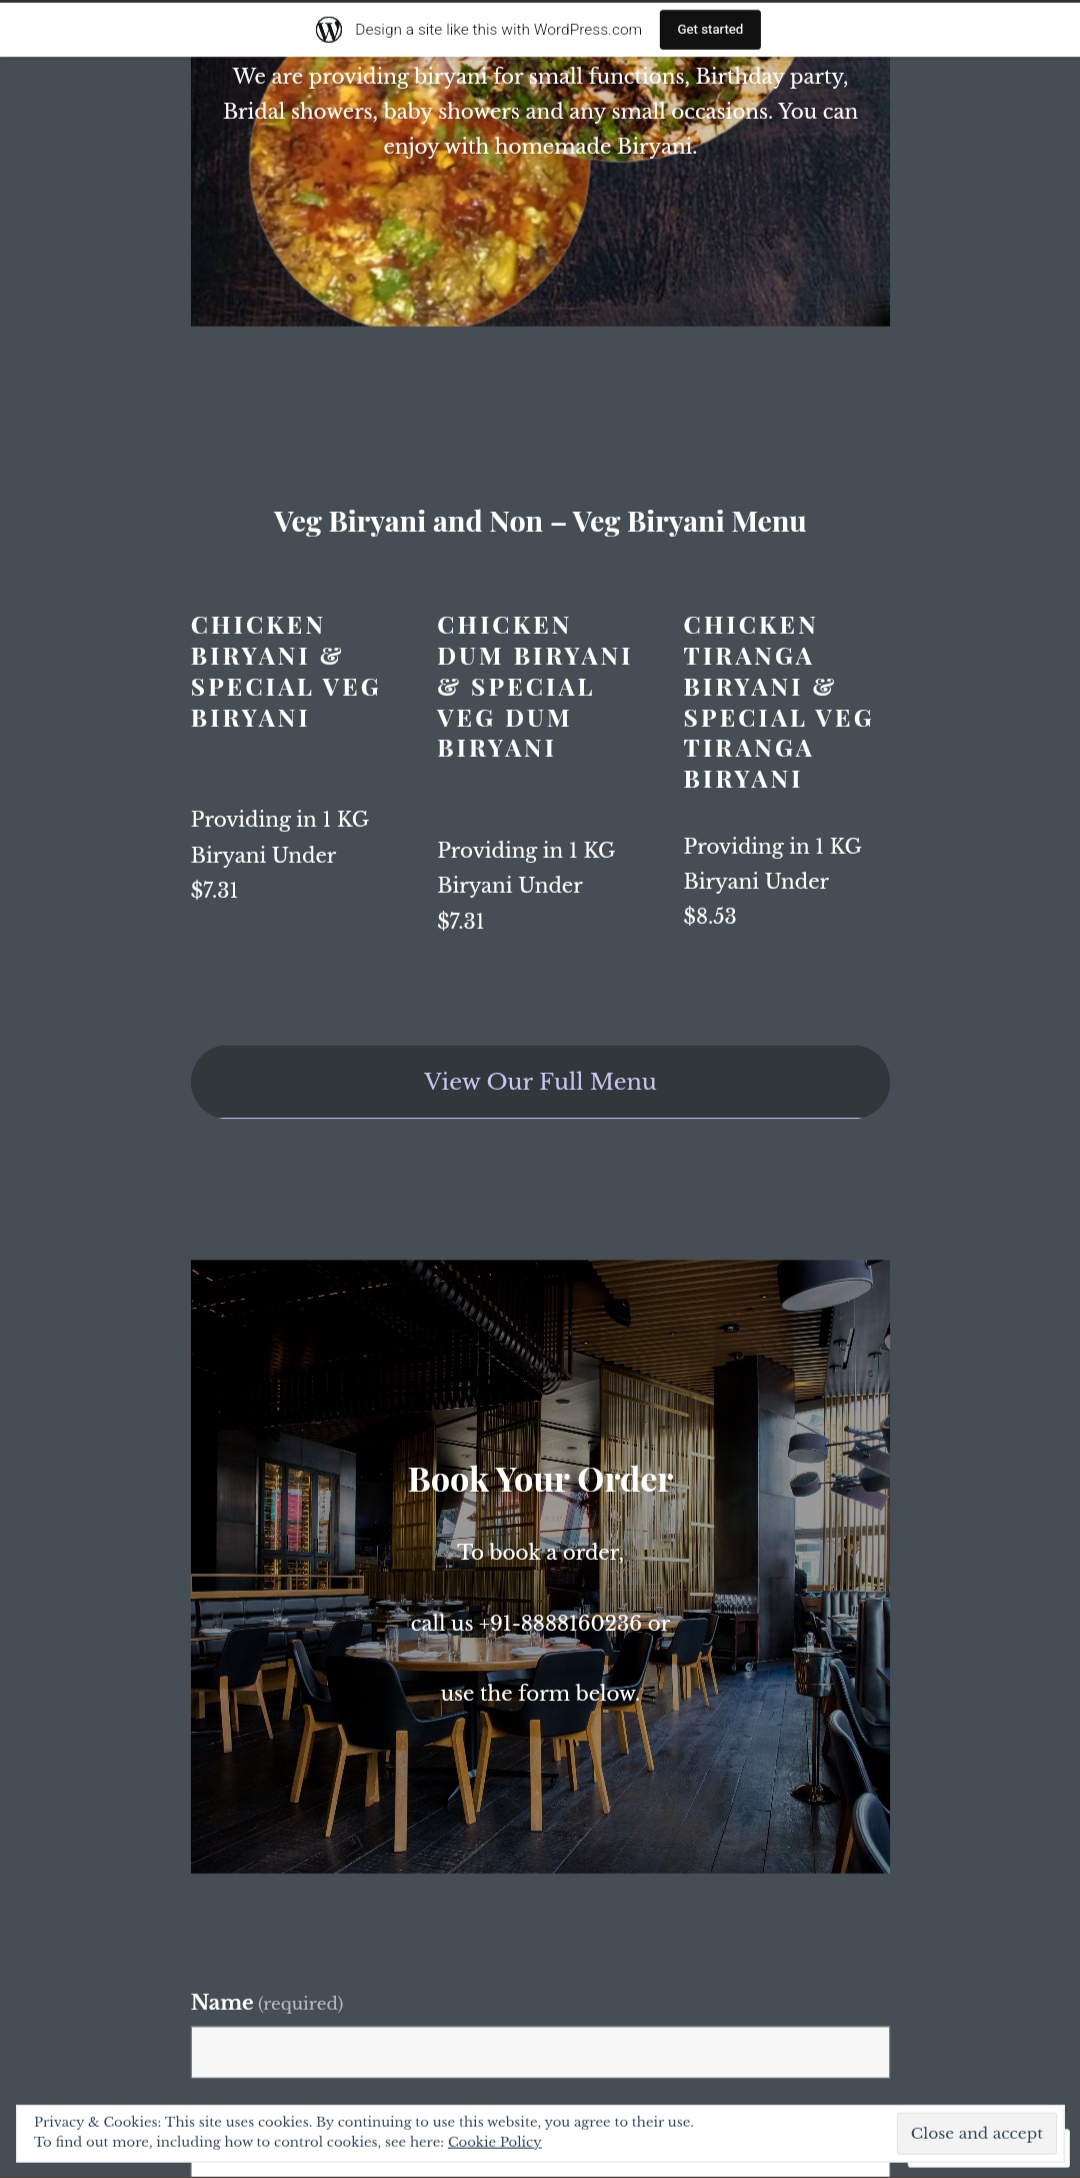 Design a site like this with WordPress.com
Get started
We are providing biryani for small functions, Birthday party,
Bridal showers, baby showers and any small occasions. You can
enjoy with homemade Biryani.
Veg Biryani and Non – Veg Biryani Menu
CHICKEN
BIRYANI &
SPECIAL VEG
BIRYANI
Providing in 1 KG
Biryani Under
$7.31
CHICKEN
DUM BIRYANI
& SPECIAL
VEG DUM
BIRYANI
Providing in 1 KG
Biryani Under
$7.31
CHICKEN
TIRANGA
BIRYANI &
SPECIAL VEG
TIRANGA
BIRYANI
Providing in 1 KG
Biryani Under
$8.53
View Our Full Menu
Book Your Order
To book a order,
call us +91-8888160236 or
use the form below.
Name (required)
Privacy & Cookies: This site uses cookies. By continuing to use this website, you agree to their use.
To find out more, including how to control cookies, see here: Cookie Policy
Close and accept